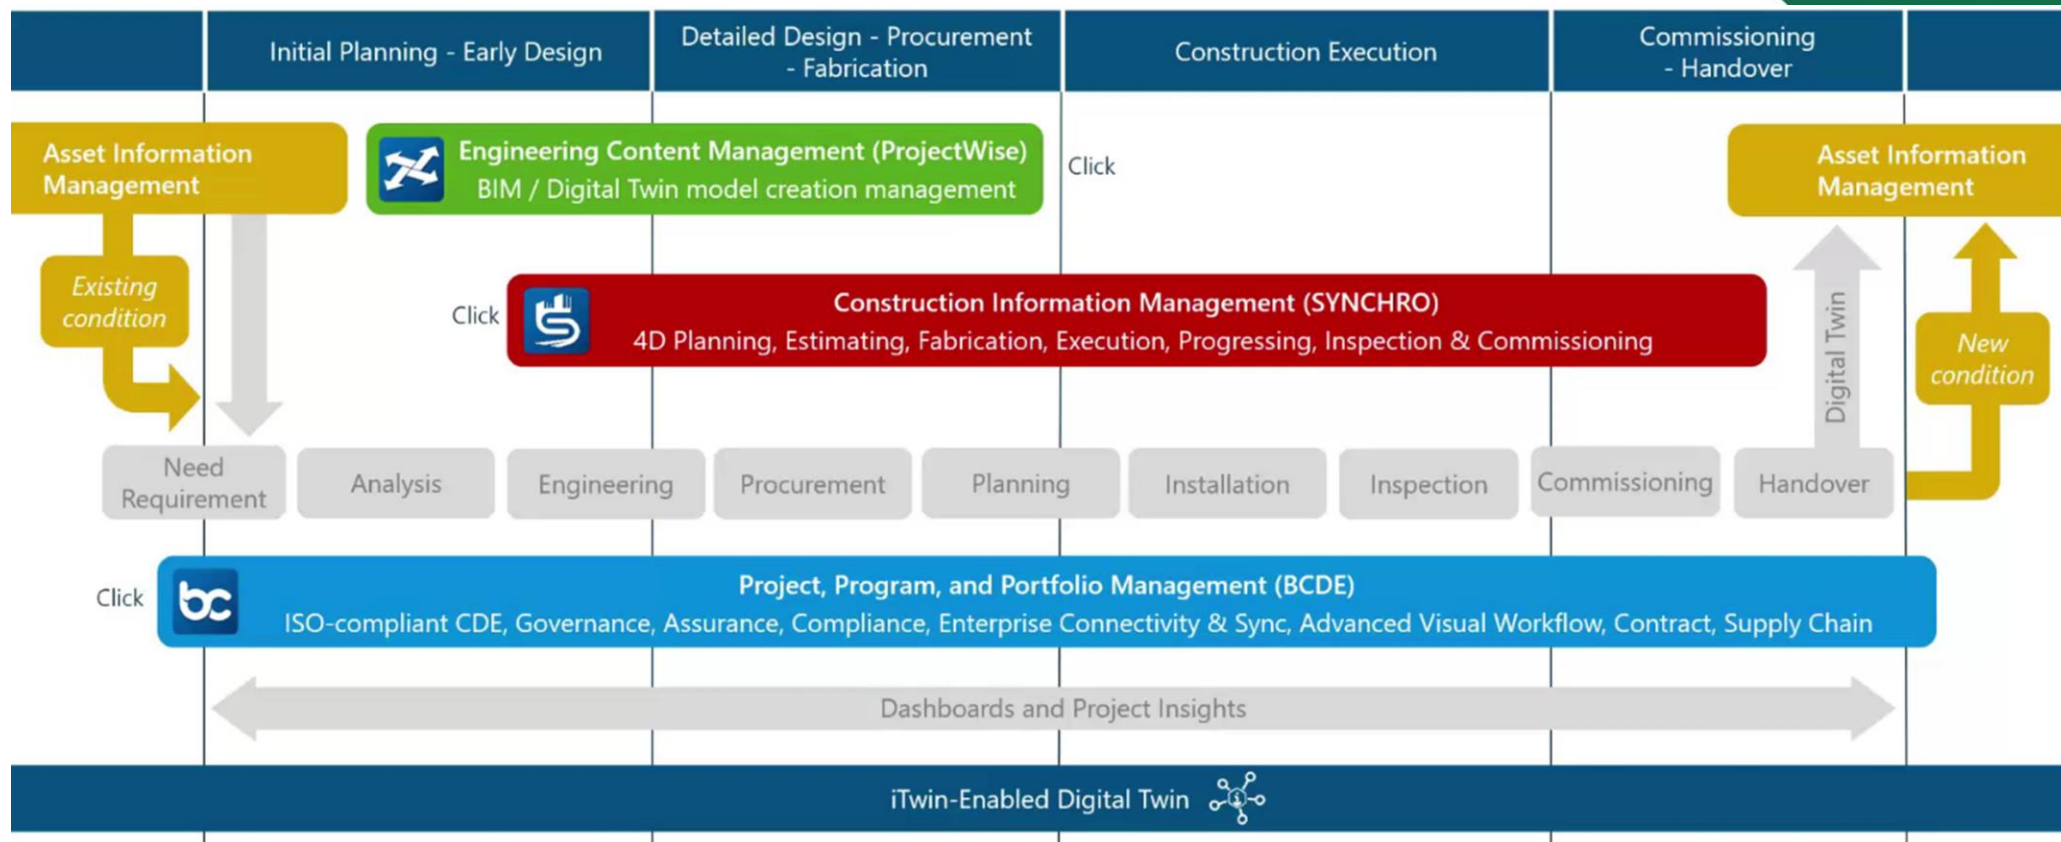 Initial Planning - Early Design
Detailed Design - Procurement
- Fabrication
Construction Execution
Commissioning
- Handover
Asset Information
Management
Engineering Content Management (ProjectWise)
BIM / Digital Twin model creation management
Click
Asset Information
Management
Existing
condition
Click
Construction Information Management (SYNCHRO)
4D Planning, Estimating, Fabrication, Execution, Progressing, Inspection & Commissioning
Digital Twin
New
condition
Need
Requirement
Analysis
Engineering
Procurement
Planning
Installation
Inspection
Commissioning
Handover
Click
bc
Project, Program, and Portfolio Management (BCDE)
ISO-compliant CDE, Governance, Assurance, Compliance, Enterprise Connectivity & Sync, Advanced Visual Workflow, Contract, Supply Chain
Dashboards and Project Insights
iTwin-Enabled Digital Twin